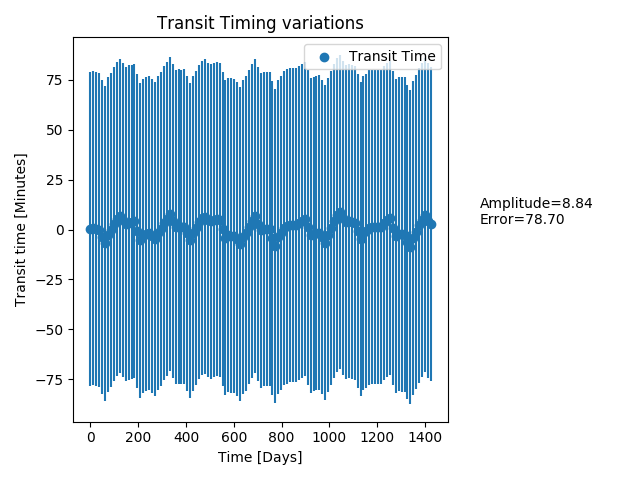 Transit Timing variations
Transit Time
Transit time [Minutes]
75
50
25
0
−25
−50
−75
0 200 400 600 800 1000 1200 1400
Time [Days]
Amplitude=8.84
Error=78.70